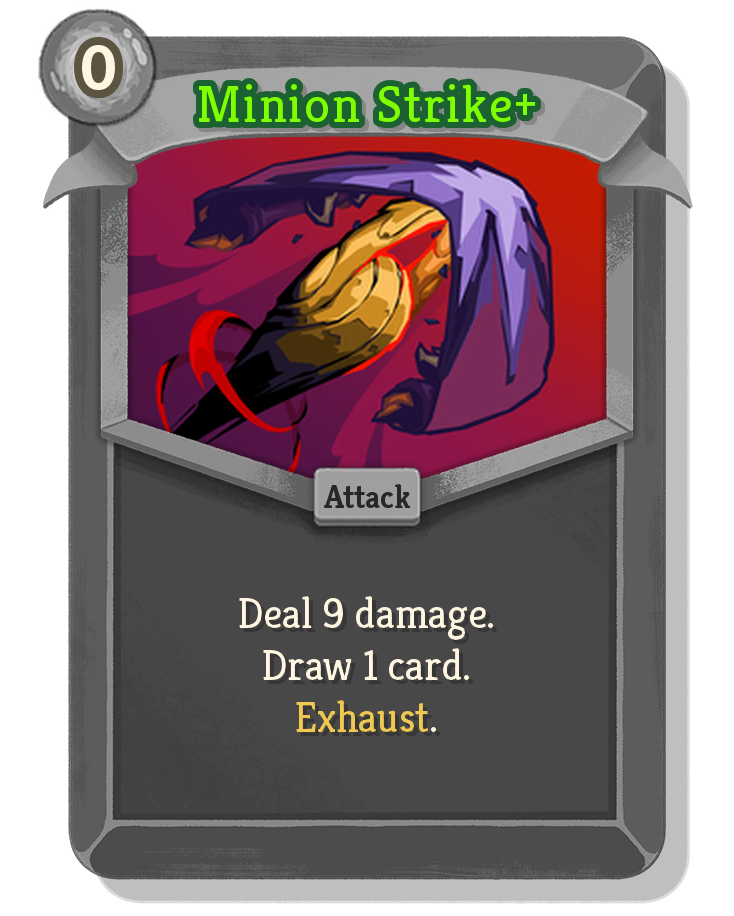 0
Minion Strike+
Attack
Deal 9 damage.
Draw 1 card.
Exhaust.